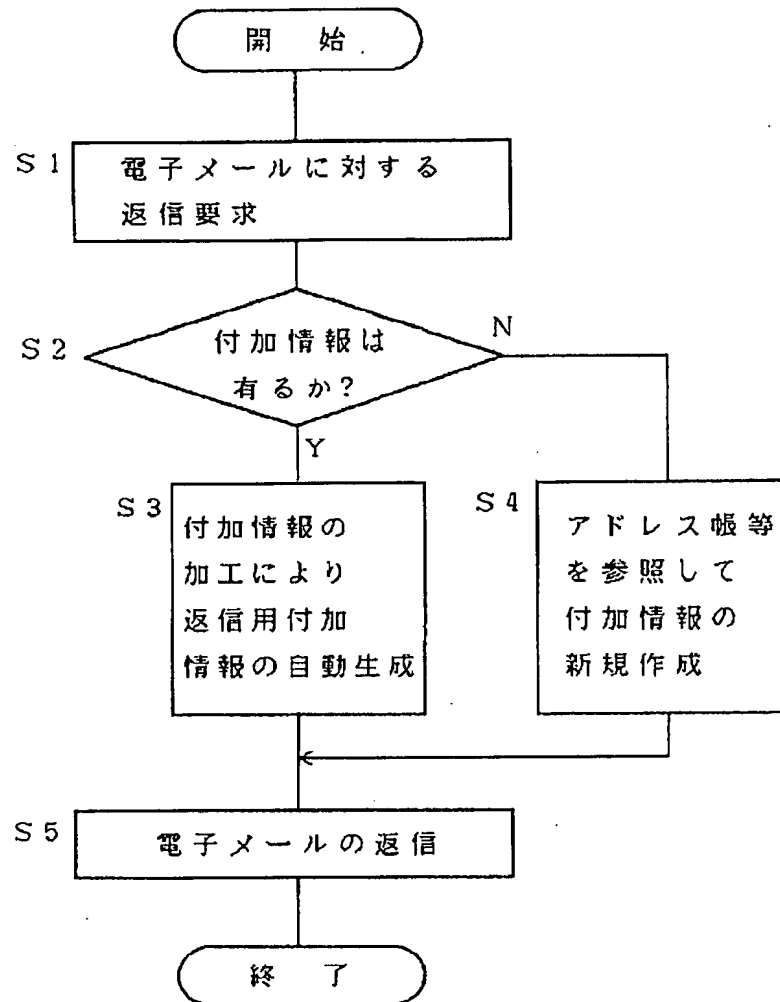 開 始
S1
電子メールに対する
返信要求
S2
付加情報は
有るか?
N
Y
S3
付加情報の
加工により
返信用付加
情報の自動生成
S4
アドレス帳等
を参照して
付加情報の
新規作成
S5
電子メールの返信
終 了